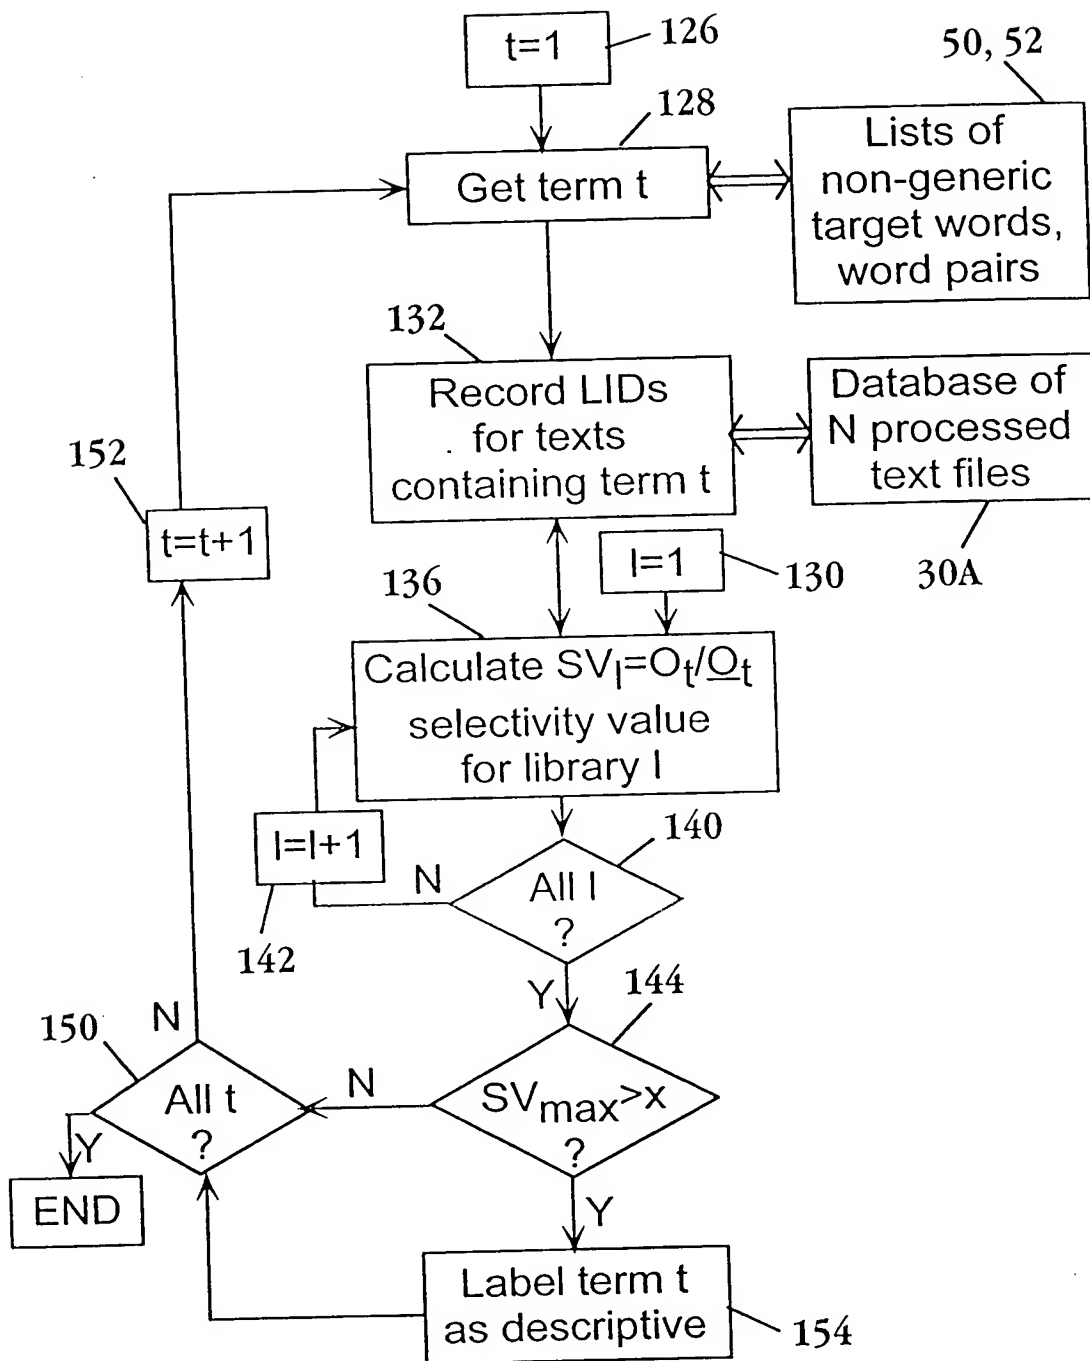 t=1
126
50, 52
128
Get term t
Lists of
non-generic
target words,
word pairs
132
Record LIDs
for texts
containing term t
Database of
N processed
text files
152
t=t+1
l=1
130
30A
136
Calculate SVl=Ot/O̲t
selectivity value
for library l
l=l+1
140
N
All l
?
142
Y
144
N
150
All t
?
N
SVmax>x
?
Y
END
Y
Label term t
as descriptive
154